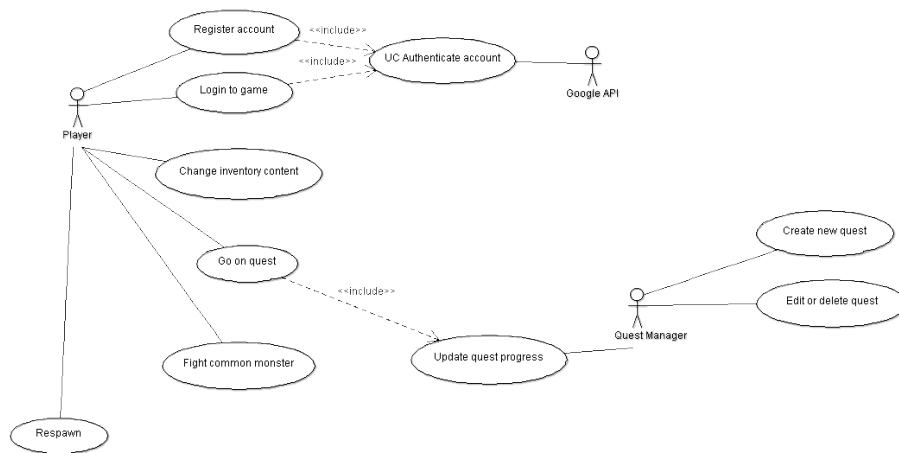 Register account
<<include>>
UC Authenticate account
<<include>>
Google API
Login to game
Player
Change inventory content
Create new quest
Go on quest
<<include>>
Edit or delete quest
Quest Manager
Update quest progress
Fight common monster
Respawn